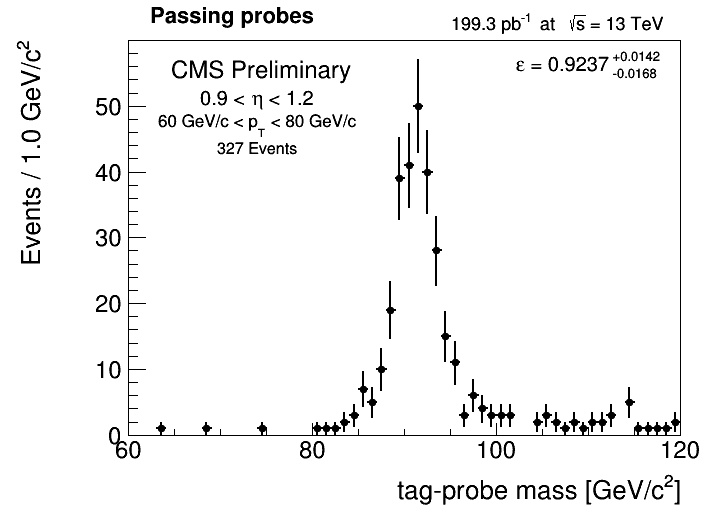 Passing probes
199.3 pb⁻¹ at √s = 13 TeV
CMS Preliminary
ε = 0.9237 +0.0142 -0.0168
0.9 < η < 1.2
60 GeV/c < p_T < 80 GeV/c
327 Events
Events / 1.0 GeV/c²
50
40
30
20
10
0
60 80 100 120
tag-probe mass [GeV/c²]